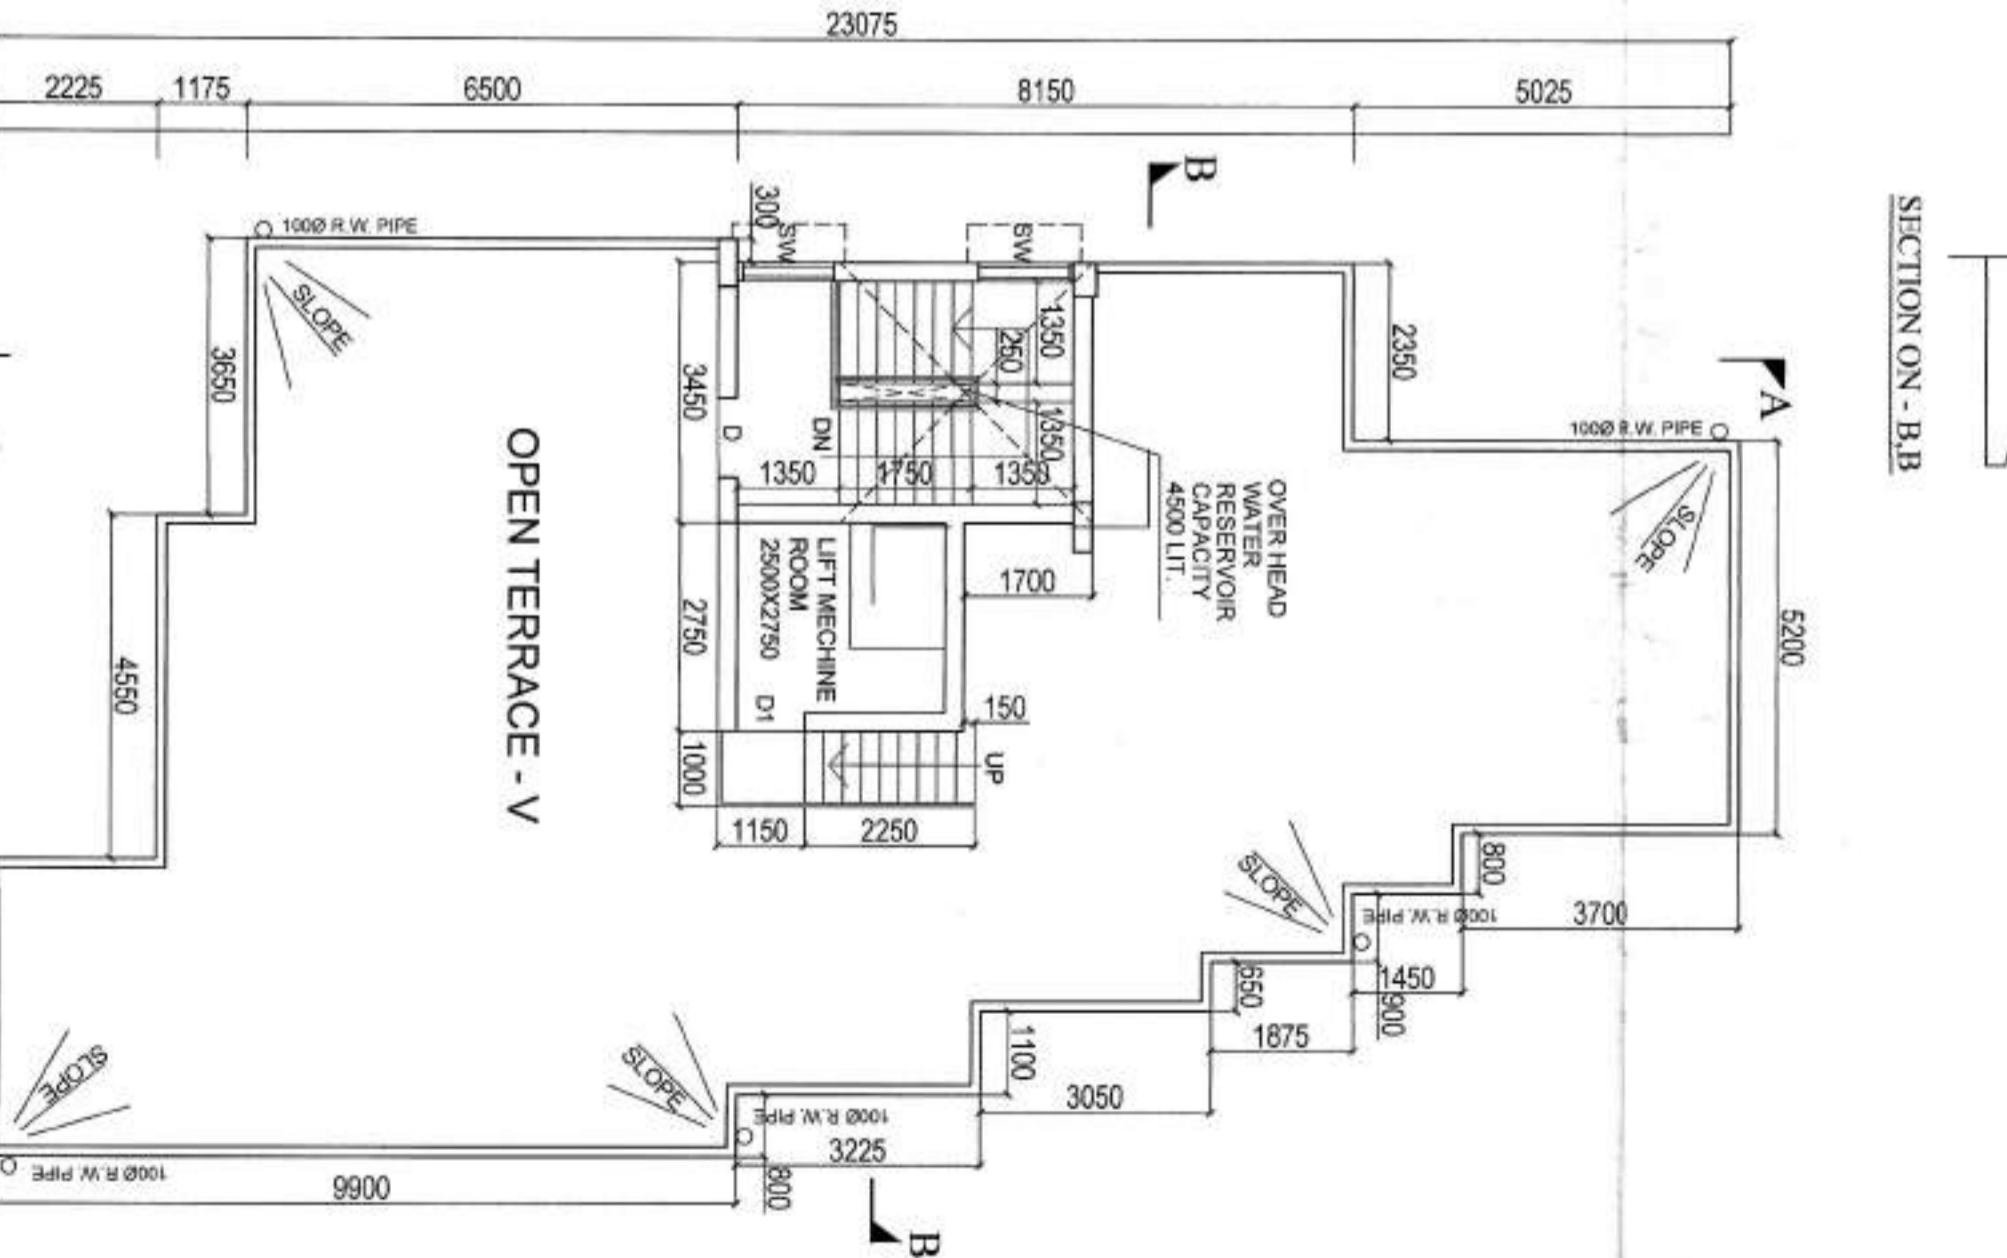 23075
2225
1175
6500
8150
5025
B
SECTION ON - B,B
300
SW
SW
100Ø R.W. PIPE
SLOPE
3650
3450
1350
250
1350
2350
A
100Ø R.W. PIPE
SLOPE
D
DN
1350
1750
1350
OPEN TERRACE - V
OVER HEAD
WATER
RESERVOIR
CAPACITY
4500 LIT.
LIFT MECHINE
ROOM
2500X2750
D1
1700
2750
5200
4550
150
UP
1000
1150
2250
SLOPE
800
100Ø R.W. PIPE
3700
1450
900
650
1875
1100
3050
SLOPE
SLOPE
100Ø R.W. PIPE
3225
800
100Ø R.W. PIPE
9900
B